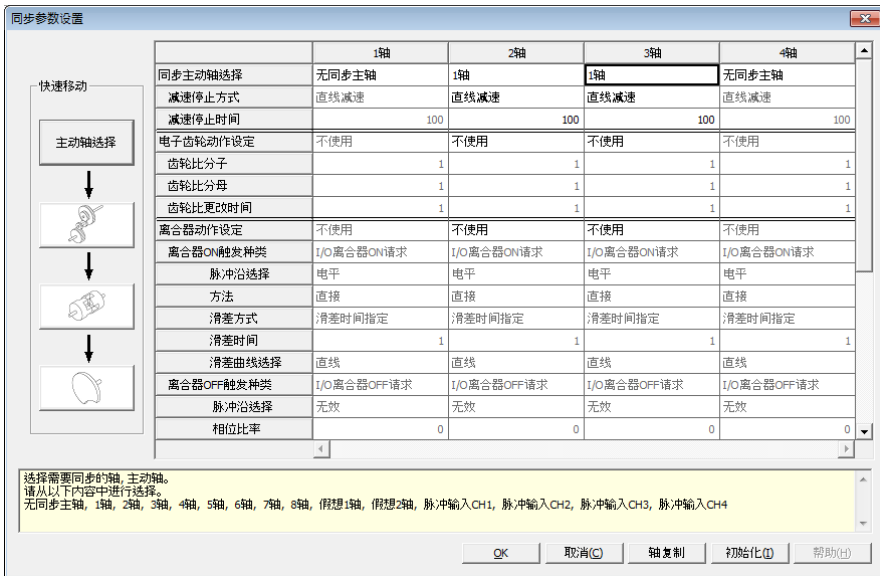 同步参数设置
快速移动
主动轴选择
1轴 2轴 3轴 4轴
同步主动轴选择 无同步主轴 1轴 1轴 无同步主轴
减速停止方式 直线减速 直线减速 直线减速 直线减速
减速停止时间 100 100 100 100
电子齿轮动作设定 不使用 不使用 不使用 不使用
齿轮比分子 1 1 1 1
齿轮比分母 1 1 1 1
齿轮比更改时间 1 1 1 1
离合器动作设定 不使用 不使用 不使用 不使用
离合器ON触发种类 I/O离合器ON请求 I/O离合器ON请求 I/O离合器ON请求 I/O离合器ON请求
脉冲沿选择 电平 电平 电平 电平
方法 直接 直接 直接 直接
滑差方式 滑差时间指定 滑差时间指定 滑差时间指定 滑差时间指定
滑差时间 1 1 1 1
滑差曲线选择 直线 直线 直线 直线
离合器OFF触发种类 I/O离合器OFF请求 I/O离合器OFF请求 I/O离合器OFF请求 I/O离合器OFF请求
脉冲沿选择 无效 无效 无效 无效
相位比率 0 0 0 0
选择需要同步的轴, 主动轴。
请从以下内容中进行选择。
无同步主轴, 1轴, 2轴, 3轴, 4轴, 5轴, 6轴, 7轴, 8轴, 假想1轴, 假想2轴, 脉冲输入CH1, 脉冲输入CH2, 脉冲输入CH3, 脉冲输入CH4
OK 取消(C) 轴复制 初始化(I) 帮助(H)